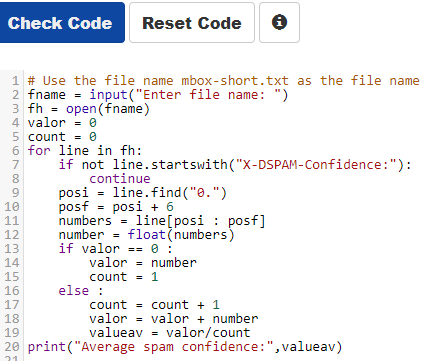 Check Code Reset Code i
1 # Use the file name mbox-short.txt as the file name
2 fname = input("Enter file name: ")
3 fh = open(fname)
4 valor = 0
5 count = 0
6 for line in fh:
7     if not line.startswith("X-DSPAM-Confidence:"):
8         continue
9     posi = line.find("0.")
10     posf = posi + 6
11     numbers = line[posi : posf]
12     number = float(numbers)
13     if valor == 0 :
14         valor = number
15         count = 1
16     else :
17         count = count + 1
18         valor = valor + number
19         valueav = valor/count
20 print("Average spam confidence:",valueav)
21